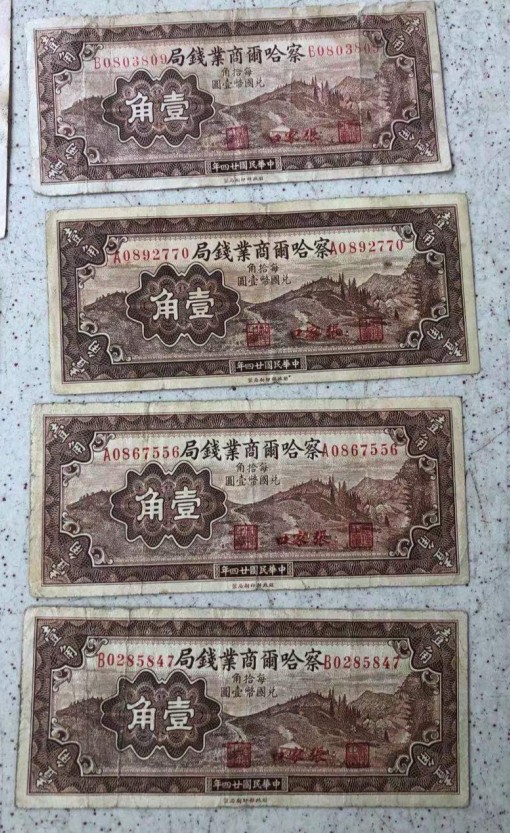 B0803809 察哈爾商業錢局 B0803809
每拾角
兌國幣壹圓
壹角
張家口
中華民國廿四年
A0892770 察哈爾商業錢局 A0892770
每拾角
兌國幣壹圓
壹角
張家口
中華民國廿四年
A0867556 察哈爾商業錢局 A0867556
每拾角
兌國幣壹圓
壹角
張家口
中華民國廿四年
B0285847 察哈爾商業錢局 B0285847
每拾角
兌國幣壹圓
壹角
張家口
中華民國廿四年